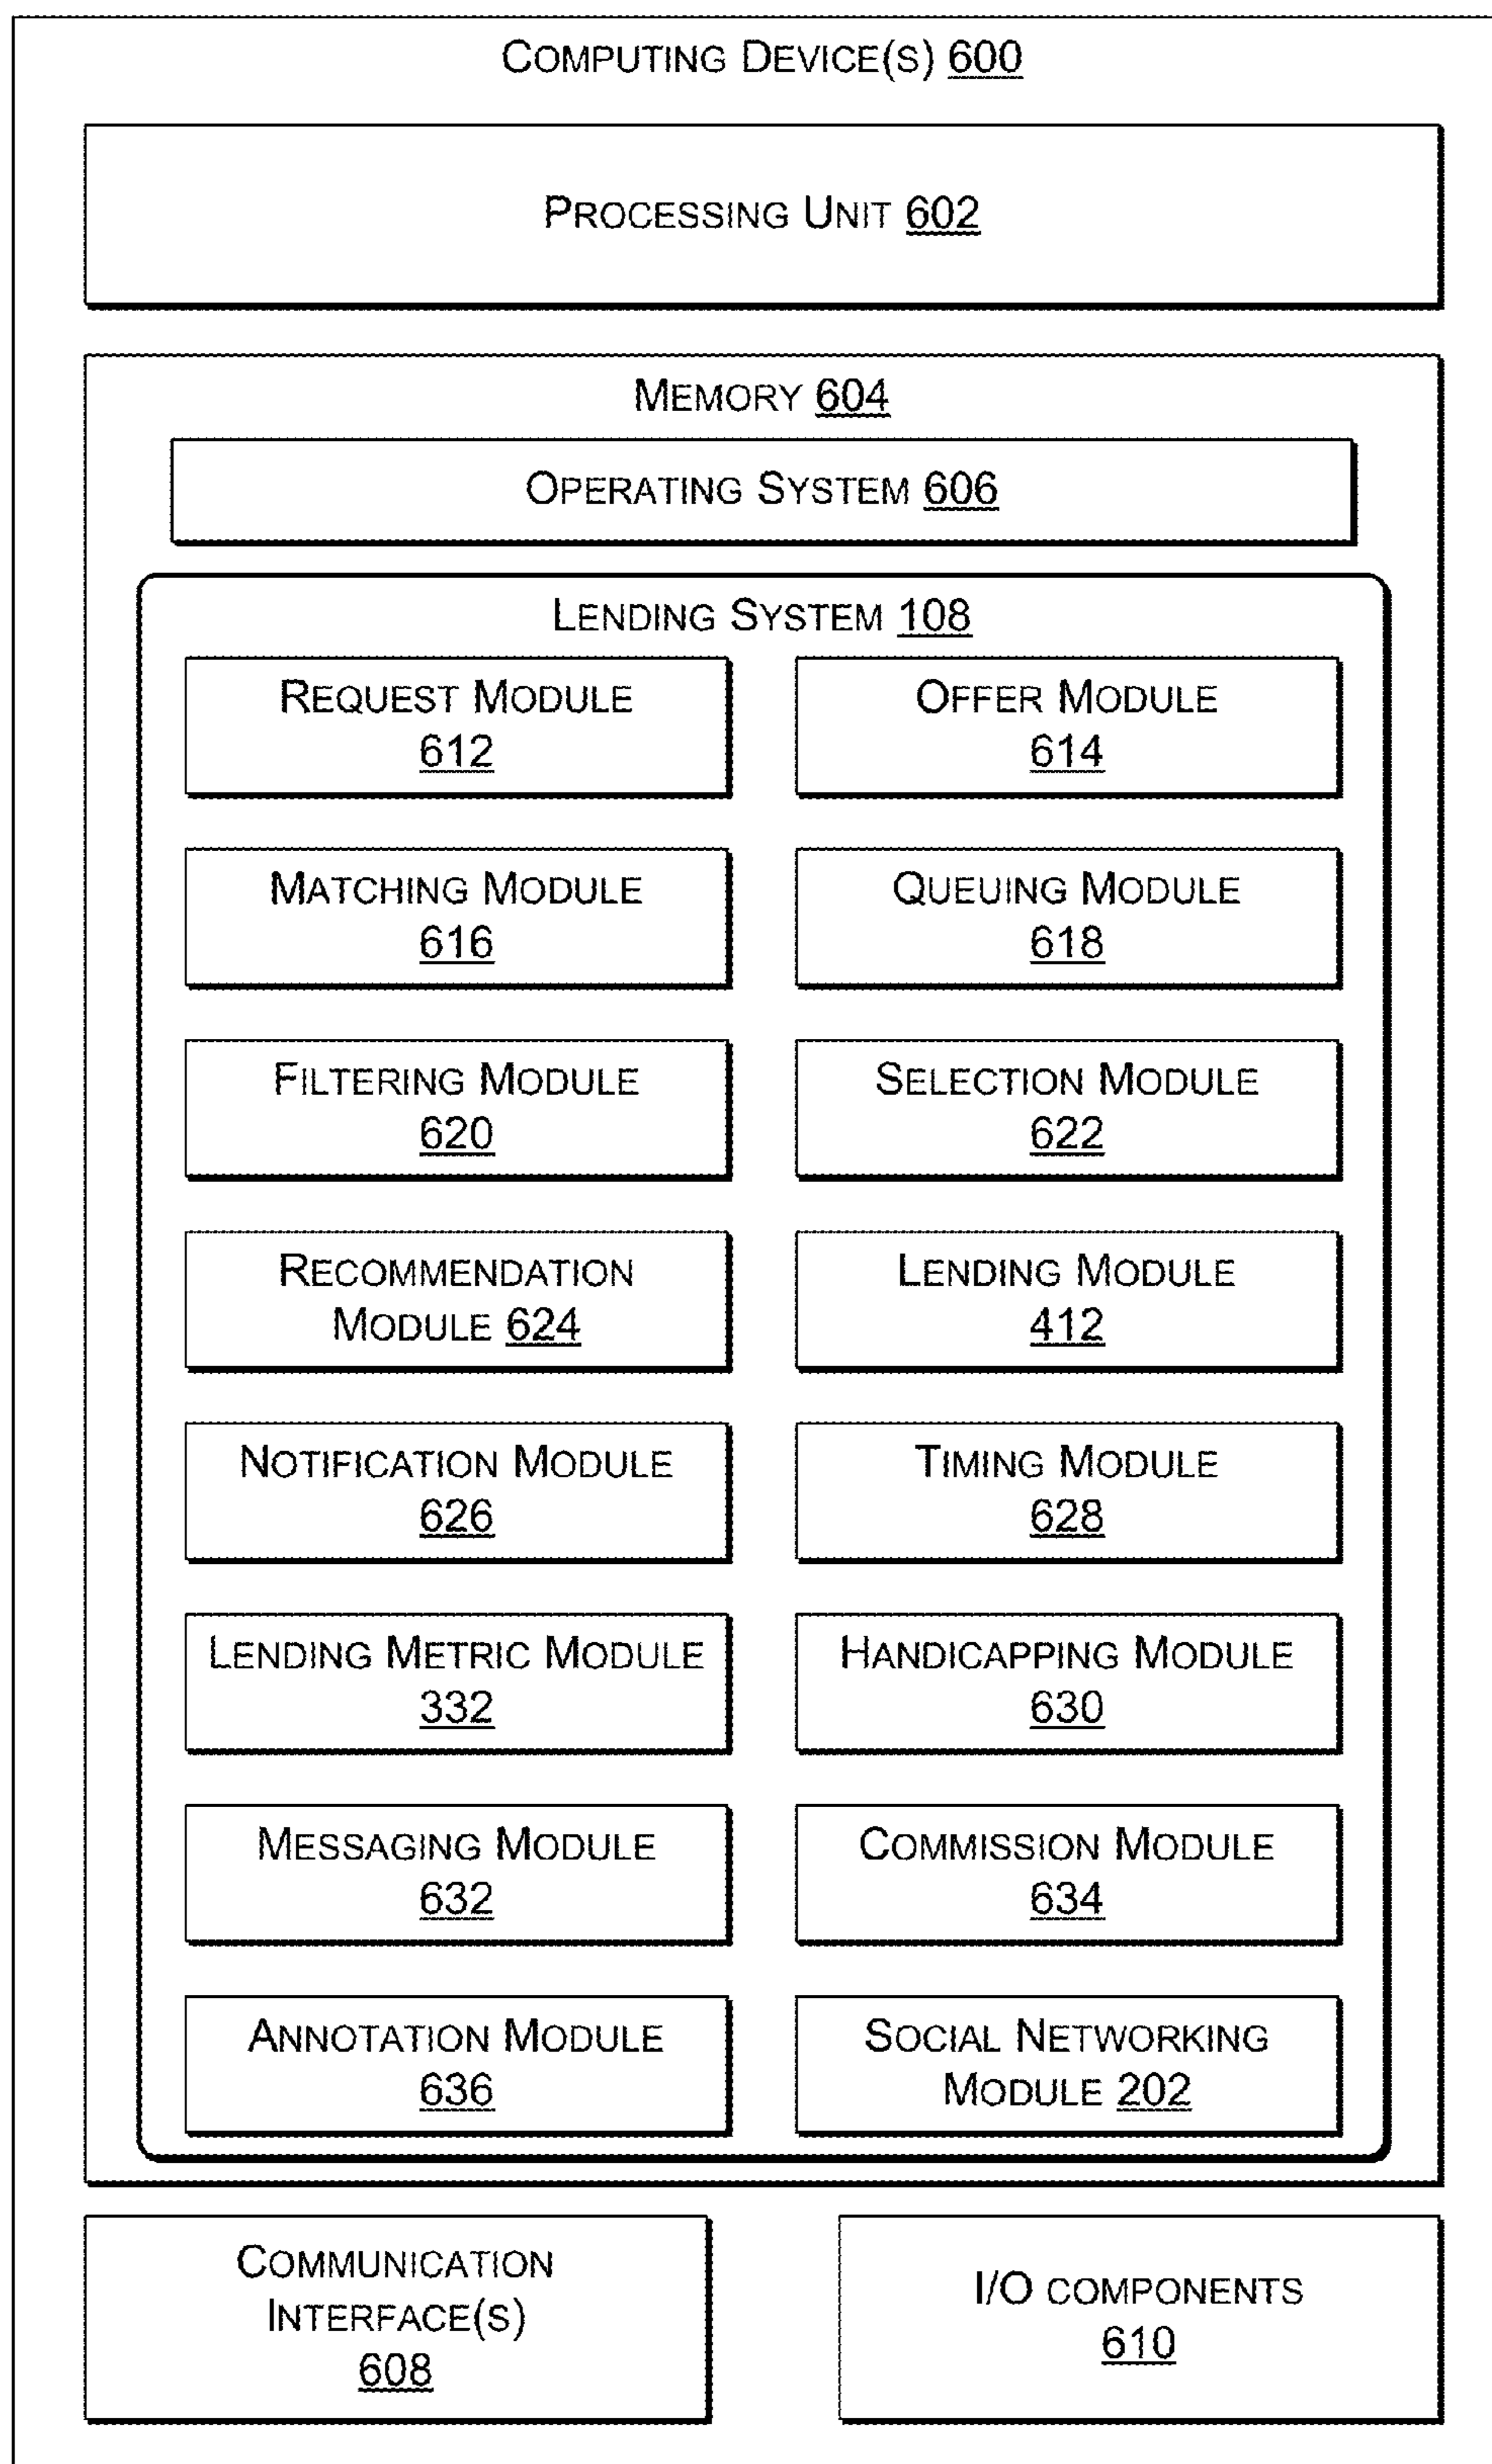 COMPUTING DEVICE(S) 600
PROCESSING UNIT 602
MEMORY 604
OPERATING SYSTEM 606
LENDING SYSTEM 108
REQUEST MODULE
612
OFFER MODULE
614
MATCHING MODULE
616
QUEUING MODULE
618
FILTERING MODULE
620
SELECTION MODULE
622
RECOMMENDATION
MODULE 624
LENDING MODULE
412
NOTIFICATION MODULE
626
TIMING MODULE
628
LENDING METRIC MODULE
332
HANDICAPPING MODULE
630
MESSAGING MODULE
632
COMMISSION MODULE
634
ANNOTATION MODULE
636
SOCIAL NETWORKING
MODULE 202
COMMUNICATION
INTERFACE(S)
608
I/O COMPONENTS
610